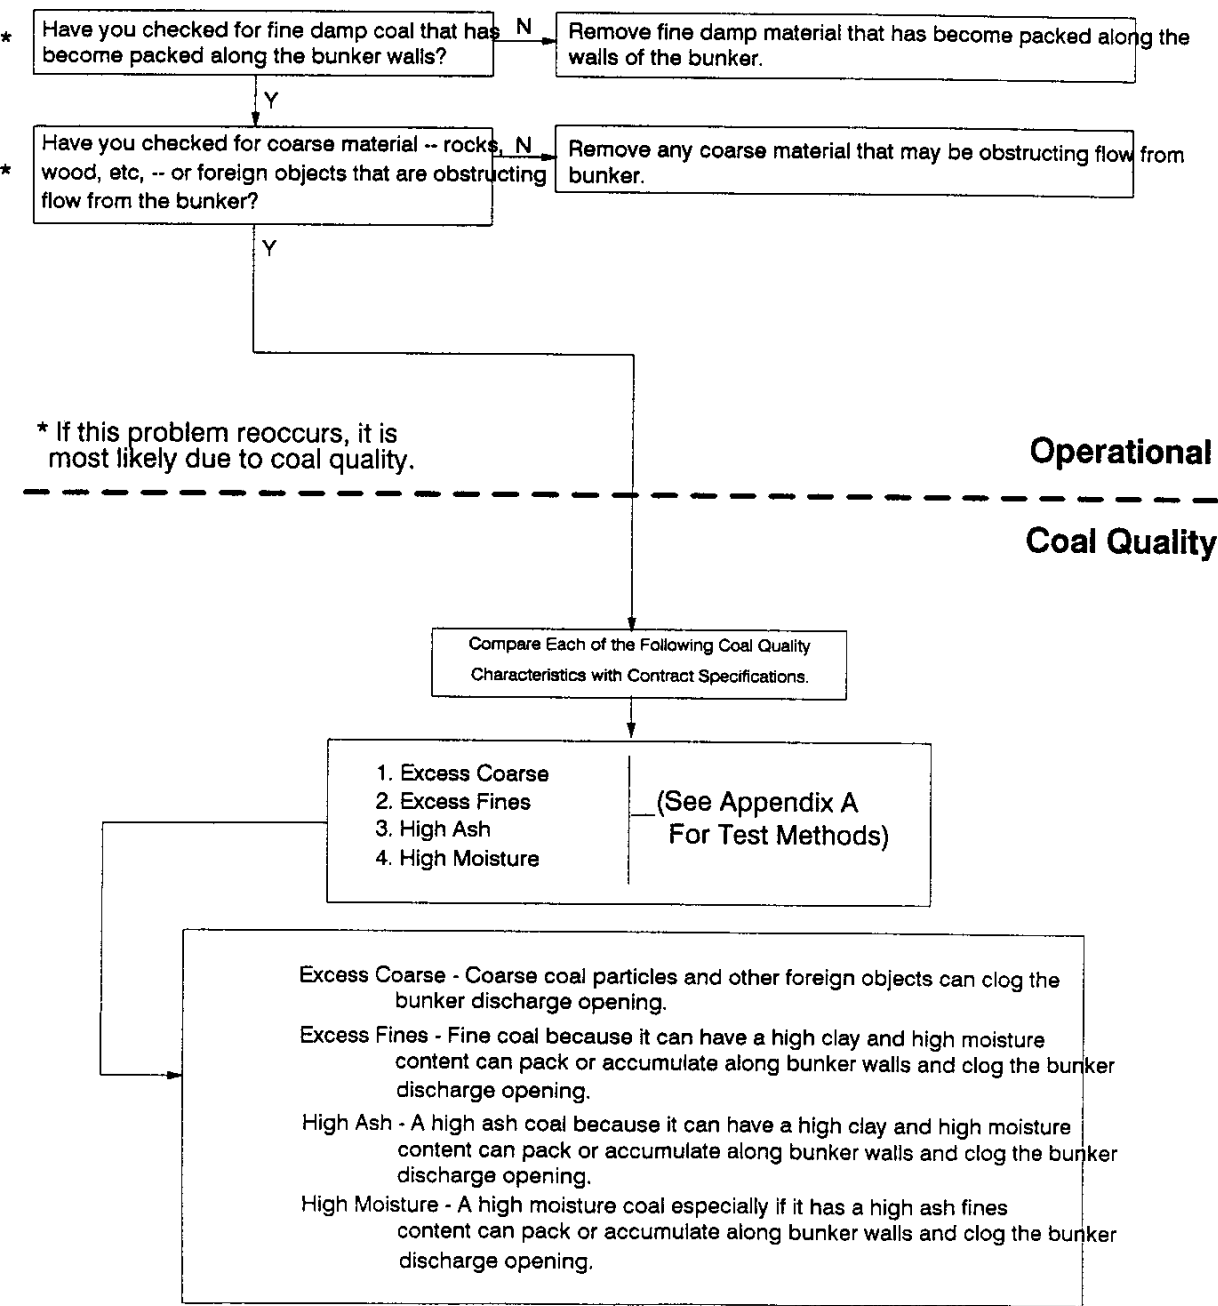 * Have you checked for fine damp coal that has
become packed along the bunker walls?
N
Remove fine damp material that has become packed along the
walls of the bunker.
Y
Have you checked for coarse material -- rocks,
* wood, etc, -- or foreign objects that are obstructing
flow from the bunker?
N
Remove any coarse material that may be obstructing flow from
bunker.
Y
* If this problem reoccurs, it is
most likely due to coal quality.
Operational
Coal Quality
Compare Each of the Following Coal Quality
Characteristics with Contract Specifications.
1. Excess Coarse
2. Excess Fines
3. High Ash
4. High Moisture
(See Appendix A
For Test Methods)
Excess Coarse - Coarse coal particles and other foreign objects can clog the
bunker discharge opening.
Excess Fines - Fine coal because it can have a high clay and high moisture
content can pack or accumulate along bunker walls and clog the bunker
discharge opening.
High Ash - A high ash coal because it can have a high clay and high moisture
content can pack or accumulate along bunker walls and clog the bunker
discharge opening.
High Moisture - A high moisture coal especially if it has a high ash fines
content can pack or accumulate along bunker walls and clog the bunker
discharge opening.